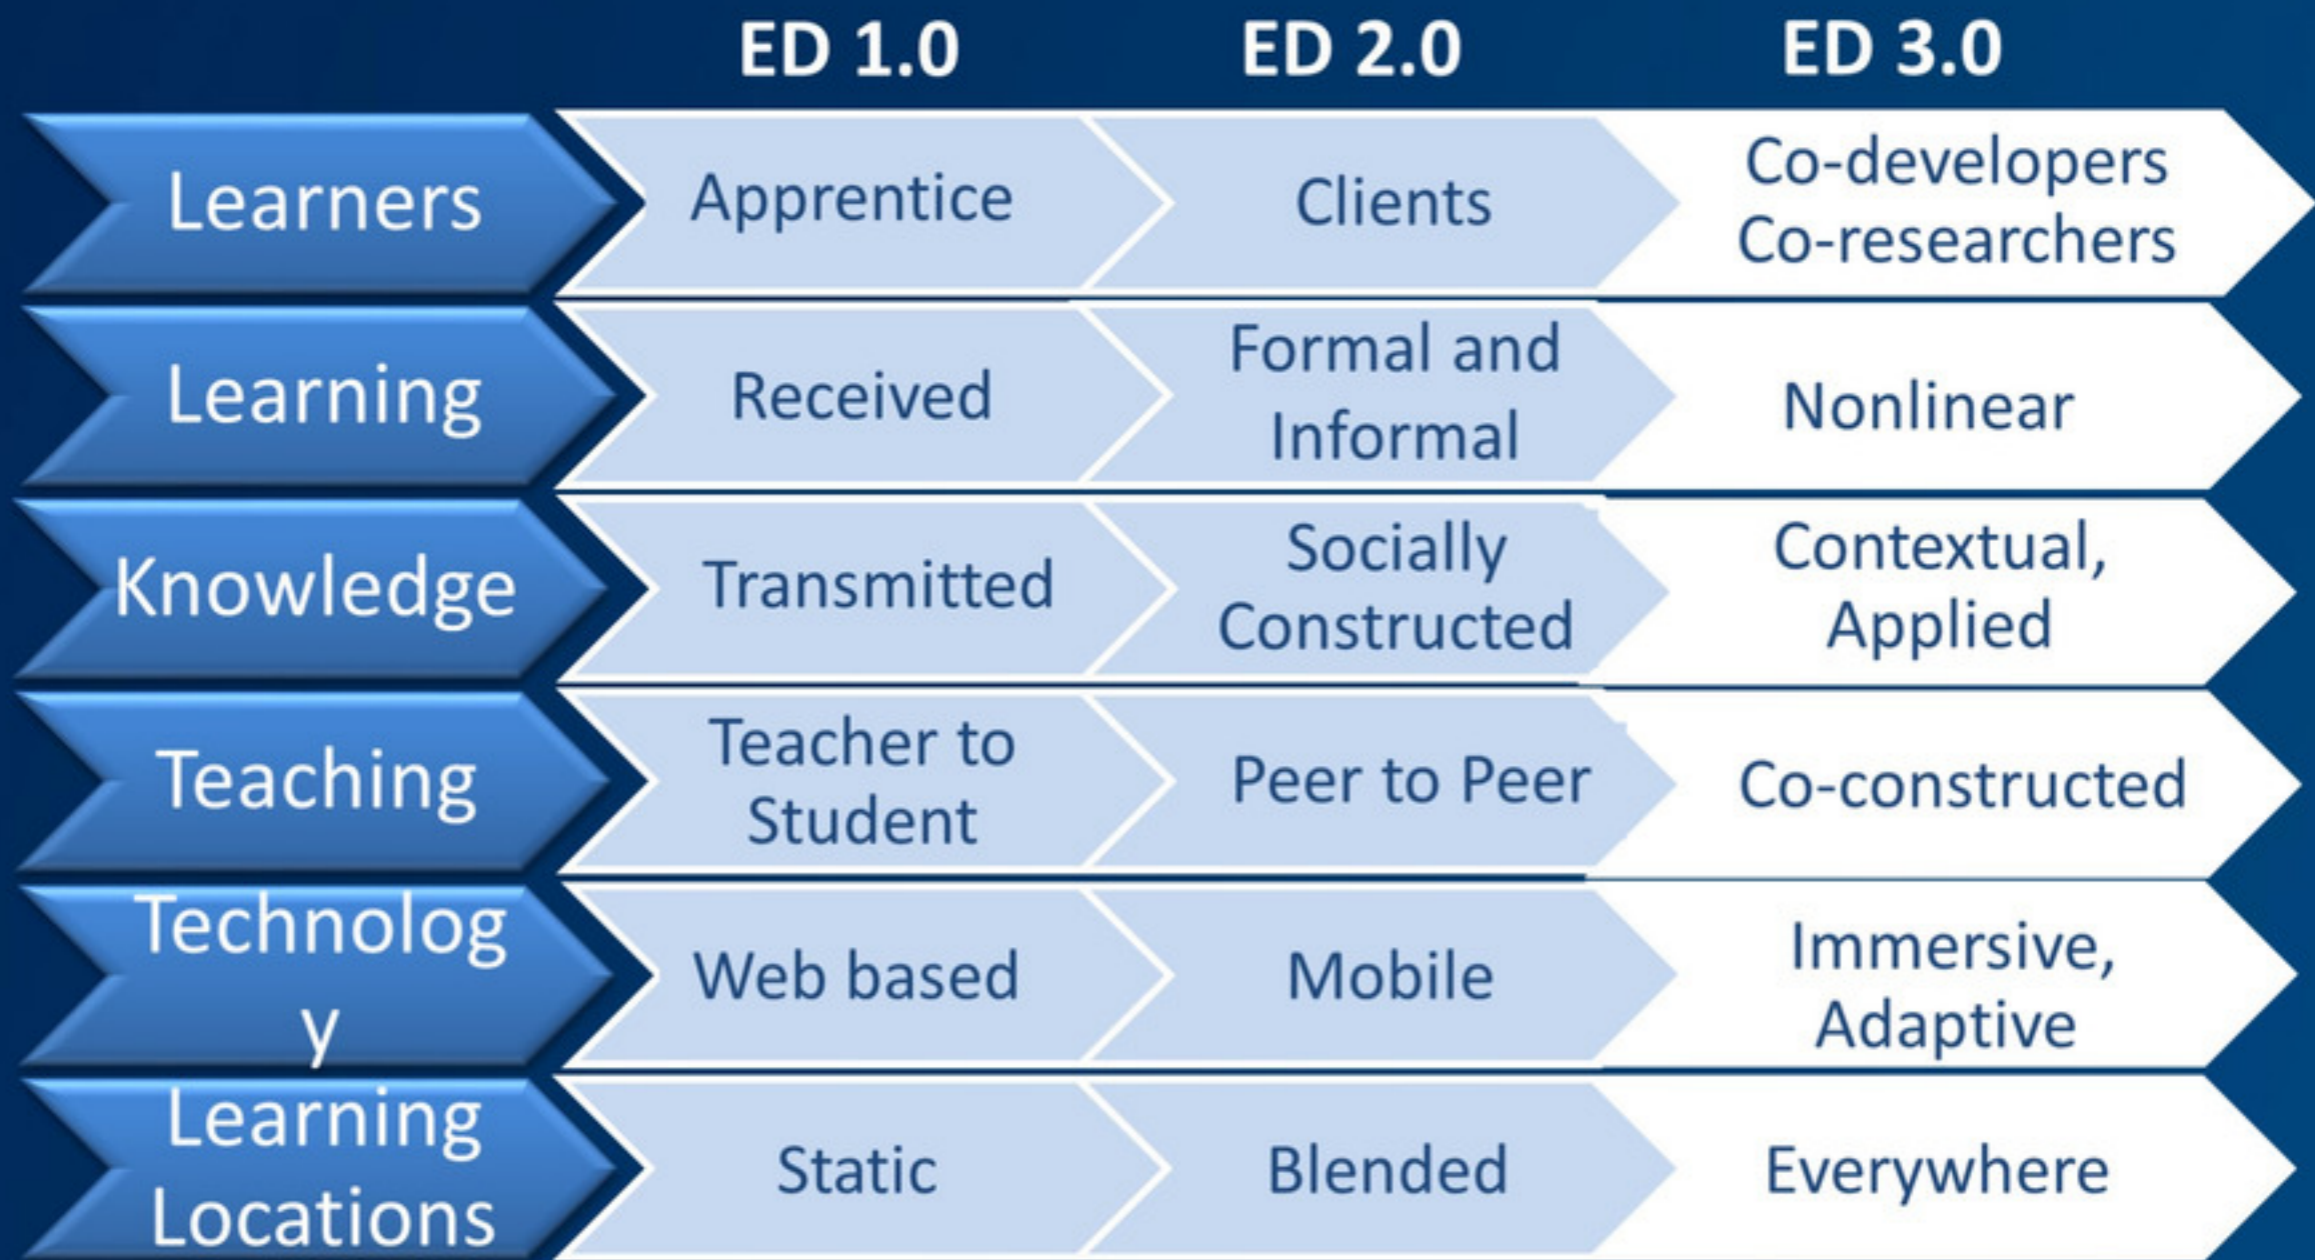 ED 1.0 ED 2.0 ED 3.0
Learners
Apprentice
Clients
Co-developers
Co-researchers
Learning
Received
Formal and
Informal
Nonlinear
Knowledge
Transmitted
Socially
Constructed
Contextual,
Applied
Teaching
Teacher to
Student
Peer to Peer
Co-constructed
Technolog
y
Web based
Mobile
Immersive,
Adaptive
Learning
Locations
Static
Blended
Everywhere